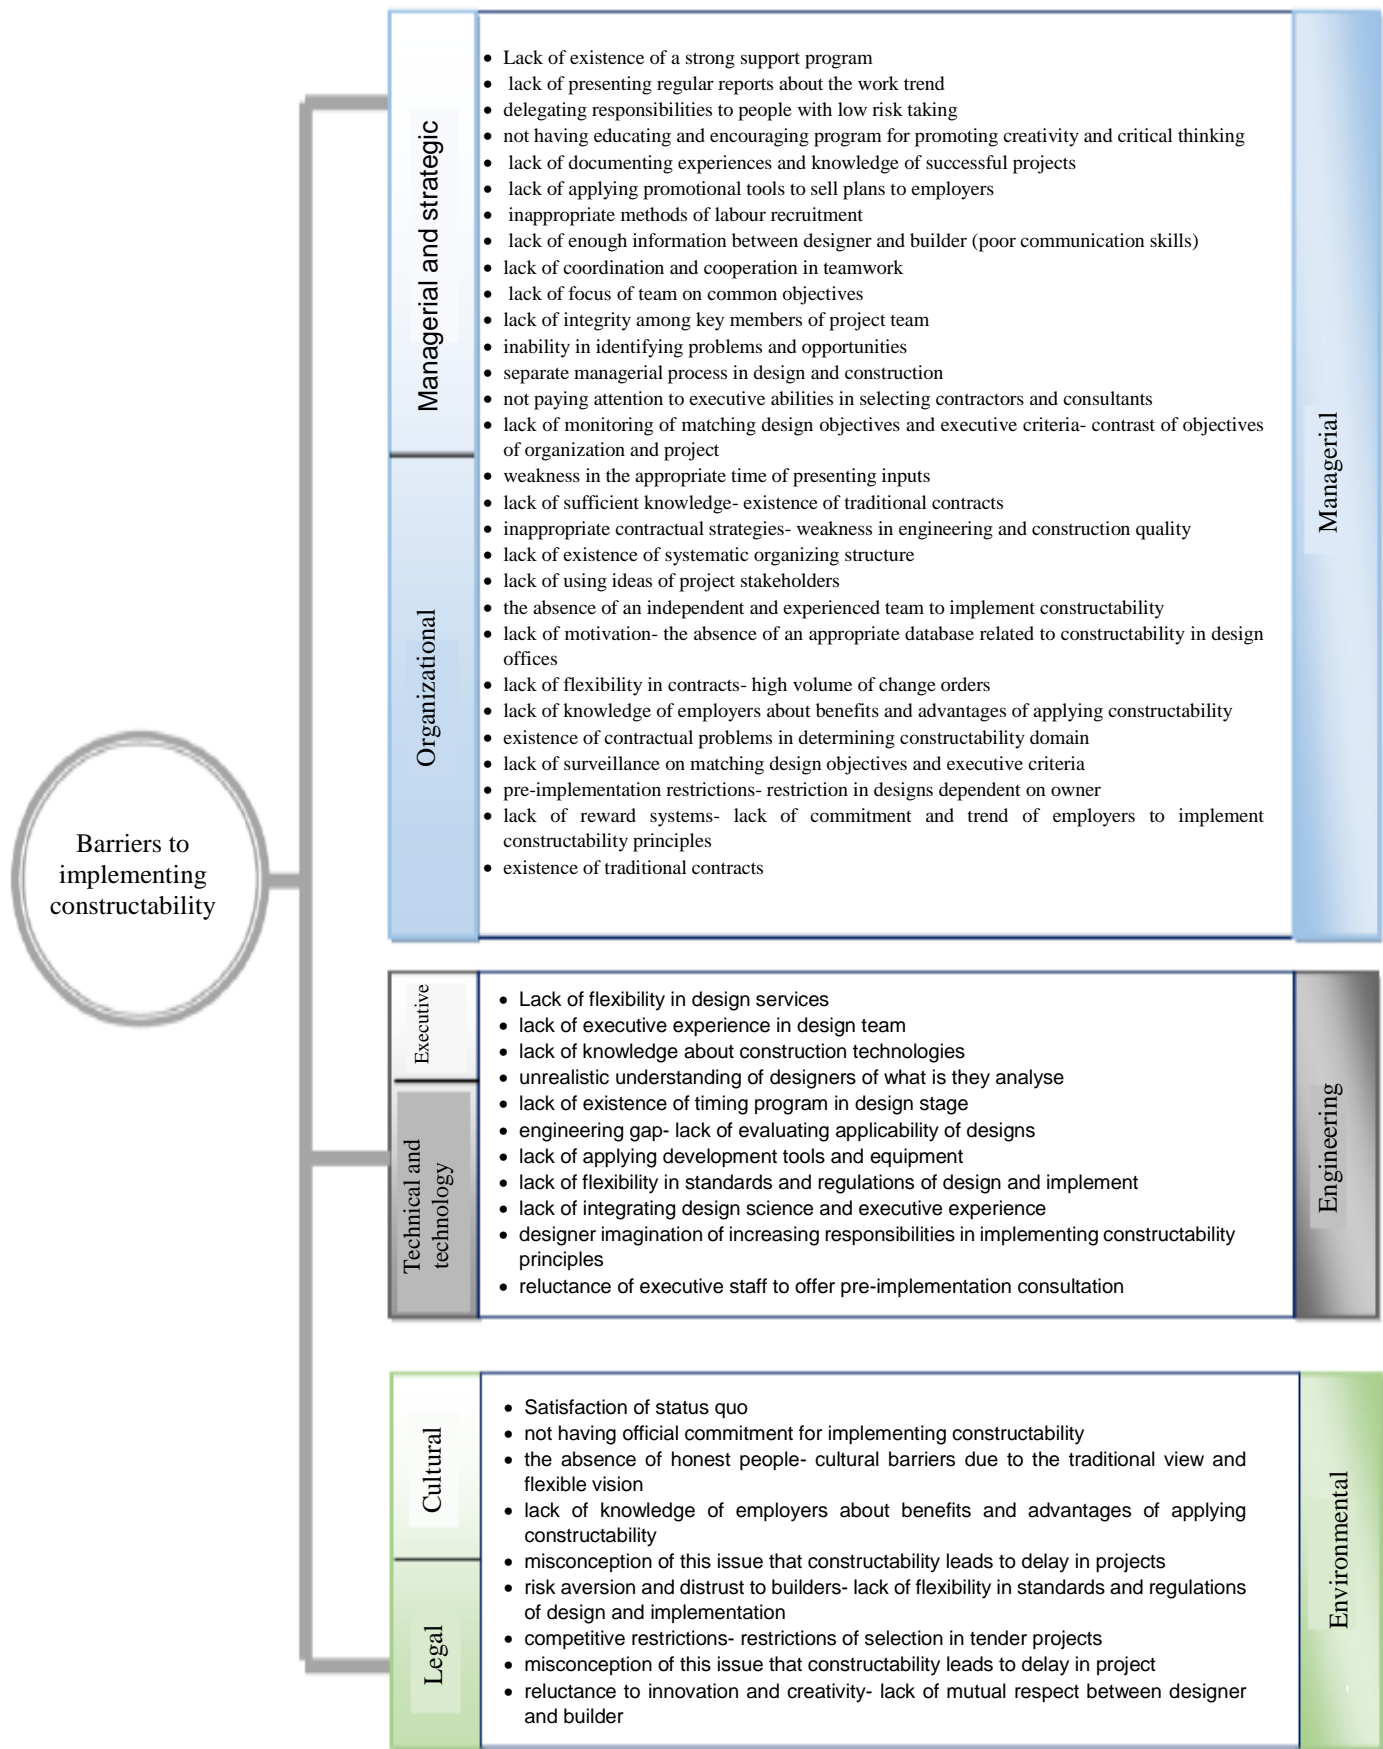 Barriers to
implementing
constructability
Managerial and strategic
Organizational
• Lack of existence of a strong support program
• lack of presenting regular reports about the work trend
• delegating responsibilities to people with low risk taking
• not having educating and encouraging program for promoting creativity and critical thinking
• lack of documenting experiences and knowledge of successful projects
• lack of applying promotional tools to sell plans to employers
• inappropriate methods of labour recruitment
• lack of enough information between designer and builder (poor communication skills)
• lack of coordination and cooperation in teamwork
• lack of focus of team on common objectives
• lack of integrity among key members of project team
• inability in identifying problems and opportunities
• separate managerial process in design and construction
• not paying attention to executive abilities in selecting contractors and consultants
• lack of monitoring of matching design objectives and executive criteria- contrast of objectives
of organization and project
• weakness in the appropriate time of presenting inputs
• lack of sufficient knowledge- existence of traditional contracts
• inappropriate contractual strategies- weakness in engineering and construction quality
• lack of existence of systematic organizing structure
• lack of using ideas of project stakeholders
• the absence of an independent and experienced team to implement constructability
• lack of motivation- the absence of an appropriate database related to constructability in design
offices
• lack of flexibility in contracts- high volume of change orders
• lack of knowledge of employers about benefits and advantages of applying constructability
• existence of contractual problems in determining constructability domain
• lack of surveillance on matching design objectives and executive criteria
• pre-implementation restrictions- restriction in designs dependent on owner
• lack of reward systems- lack of commitment and trend of employers to implement
constructability principles
• existence of traditional contracts
Managerial
Executive
Technical and
technology
• Lack of flexibility in design services
• lack of executive experience in design team
• lack of knowledge about construction technologies
• unrealistic understanding of designers of what is they analyse
• lack of existence of timing program in design stage
• engineering gap- lack of evaluating applicability of designs
• lack of applying development tools and equipment
• lack of flexibility in standards and regulations of design and implement
• lack of integrating design science and executive experience
• designer imagination of increasing responsibilities in implementing constructability
principles
• reluctance of executive staff to offer pre-implementation consultation
Engineering
Cultural
Legal
• Satisfaction of status quo
• not having official commitment for implementing constructability
• the absence of honest people- cultural barriers due to the traditional view and
flexible vision
• lack of knowledge of employers about benefits and advantages of applying
constructability
• misconception of this issue that constructability leads to delay in projects
• risk aversion and distrust to builders- lack of flexibility in standards and regulations
of design and implementation
• competitive restrictions- restrictions of selection in tender projects
• misconception of this issue that constructability leads to delay in project
• reluctance to innovation and creativity- lack of mutual respect between designer
and builder
Environmental